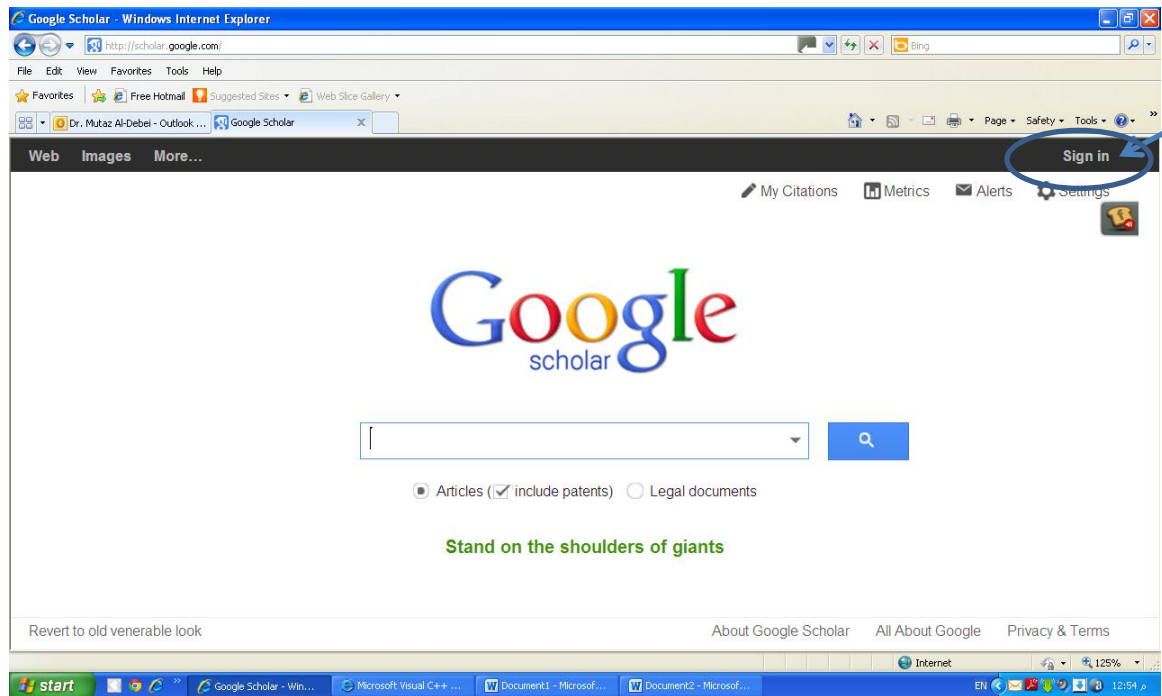 Google Scholar - Windows Internet Explorer
http://scholar.google.com/
Bing
File Edit View Favorites Tools Help
Favorites Free Hotmail Suggested Sites Web Slice Gallery
Dr. Mutaz Al-Debei - Outlook ... Google Scholar X Page Safety Tools »
Web Images More... Sign in
My Citations Metrics Alerts Settings
Google
scholar
Articles ( include patents) Legal documents
Stand on the shoulders of giants
Revert to old venerable look About Google Scholar All About Google Privacy & Terms
Internet 125%
start » Google Scholar - Win... Microsoft Visual C++ ... Document1 - Microsof... Document2 - Microsof... EN 12:54 م